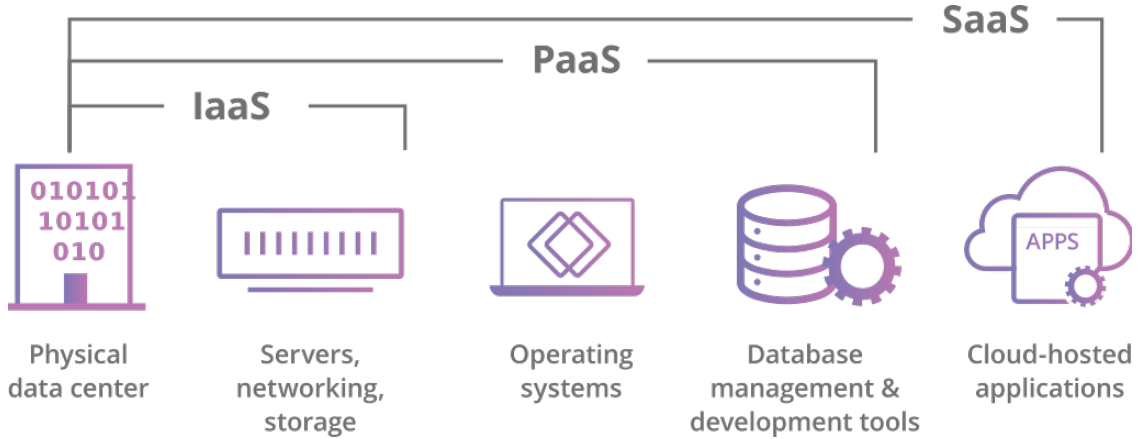 SaaS
PaaS
IaaS
010101
10101
010
APPS
Physical
data center
Servers,
networking,
storage
Operating
systems
Database
management &
development tools
Cloud-hosted
applications